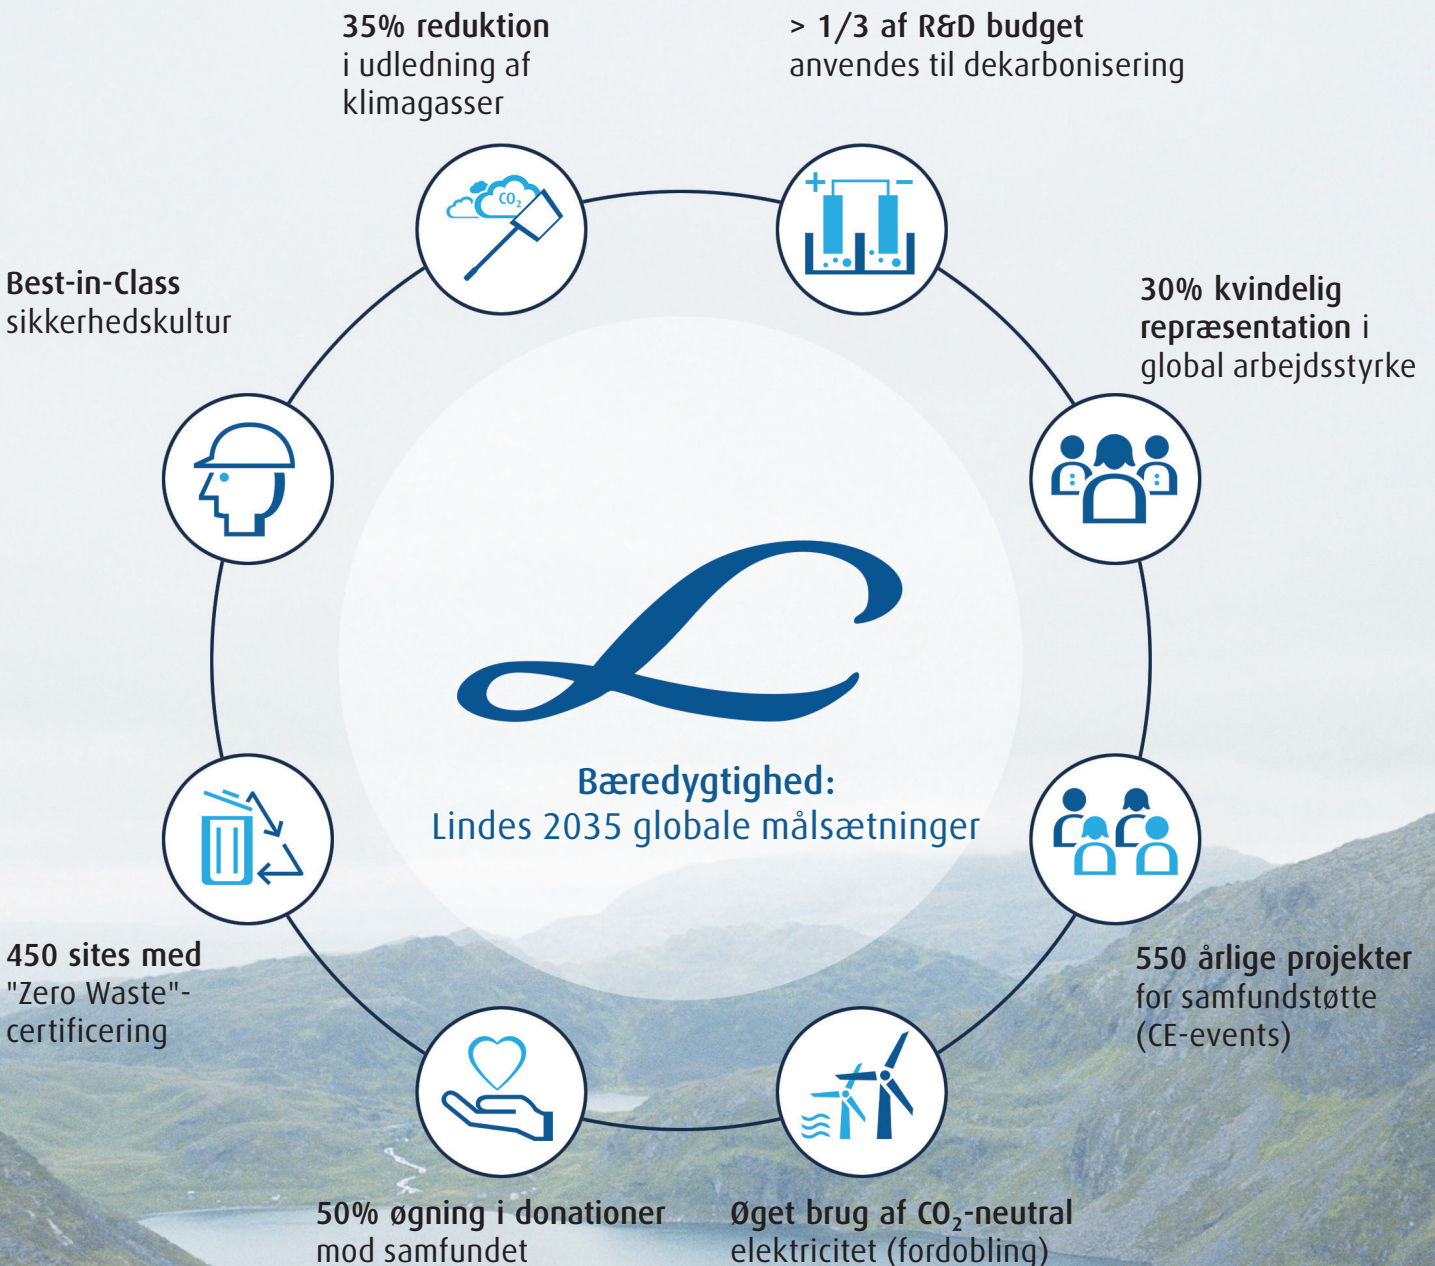 35% reduktion
i udledning af
klimagasser
> 1/3 af R&D budget
anvendes til dekarbonisering
CO₂
+ −
Best-in-Class
sikkerhedskultur
30% kvindelig
repræsentation i
global arbejdsstyrke
Bæredygtighed:
Lindes 2035 globale målsætninger
450 sites med
"Zero Waste"-
certificering
550 årlige projekter
for samfundstøtte
(CE-events)
50% øgning i donationer
mod samfundet
Øget brug af CO₂-neutral
elektricitet (fordobling)